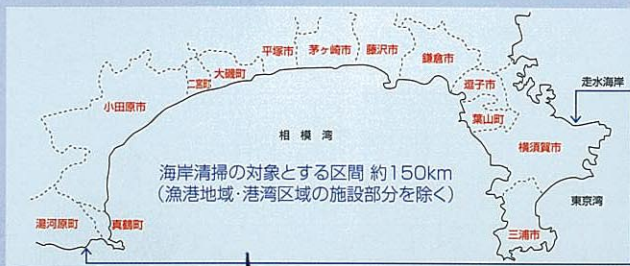 平塚市
茅ヶ崎市
藤沢市
鎌倉市
大磯町
二宮町
逗子市
走水海岸
小田原市
葉山町
相模湾
横須賀市
海岸清掃の対象とする区間 約150km
(漁港地域・港湾区域の施設部分を除く)
東京湾
湯河原町
真鶴町
三浦市